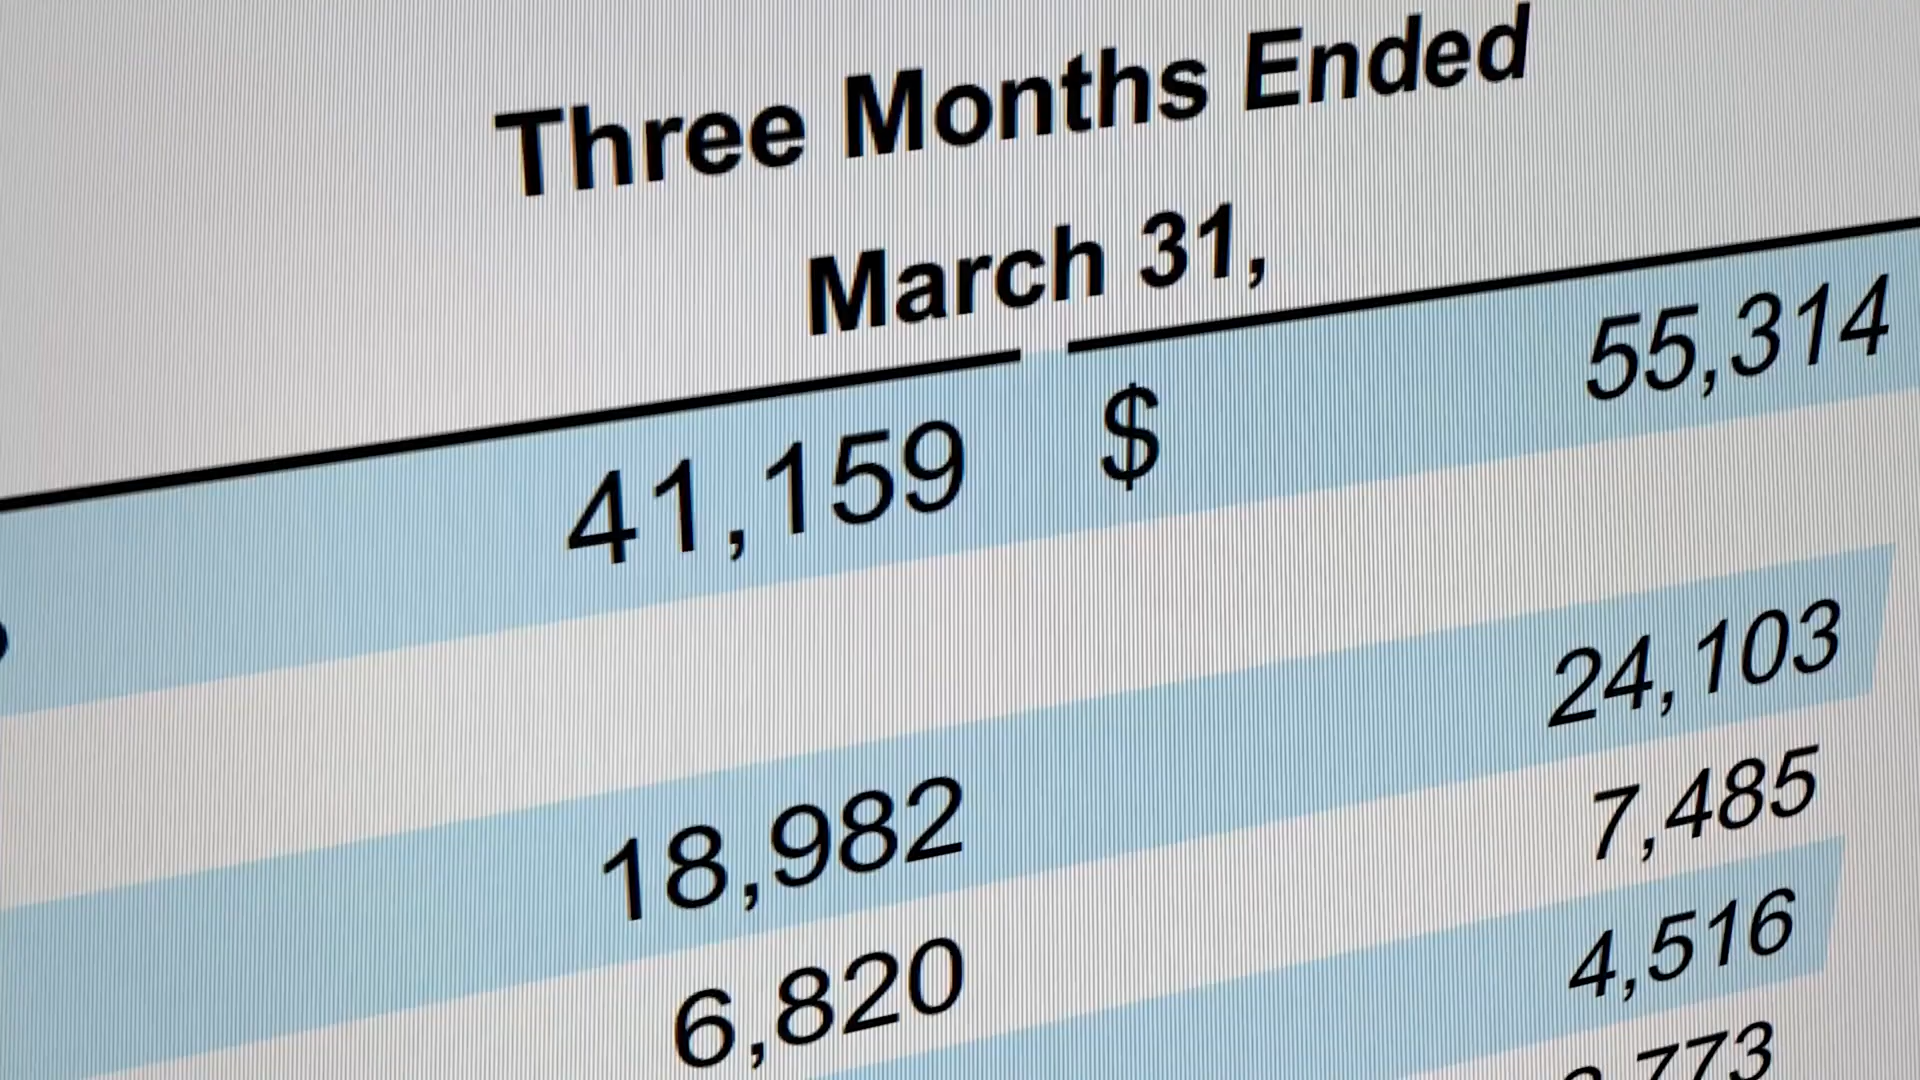 Three Months Ended
March 31,
41,159 $ 55,314
18,982 24,103
6,820 7,485
4,516
773